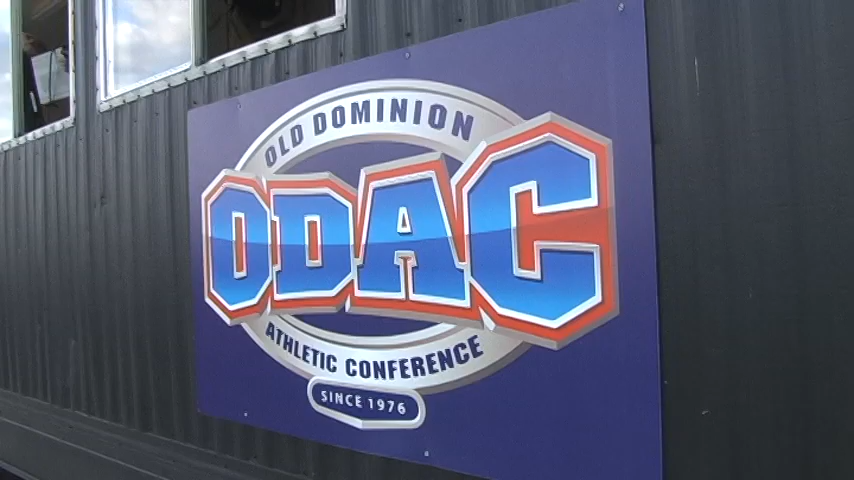 OLD DOMINION
ODAC
ATHLETIC CONFERENCE
SINCE 1976